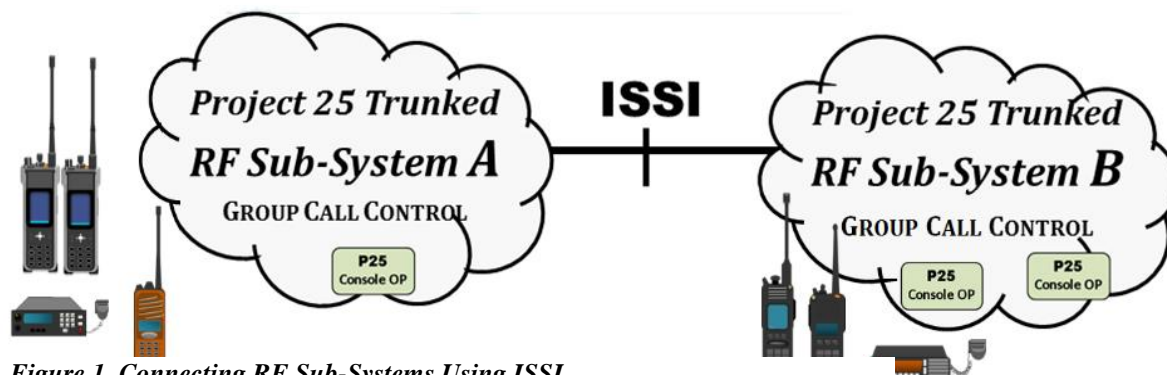 Project 25 Trunked
RF Sub-System A
GROUP CALL CONTROL
P25
Console OP
ISSI
Project 25 Trunked
RF Sub-System B
GROUP CALL CONTROL
P25
Console OP
P25
Console OP
Figure 1. Connecting RF Sub-Systems Using ISSI